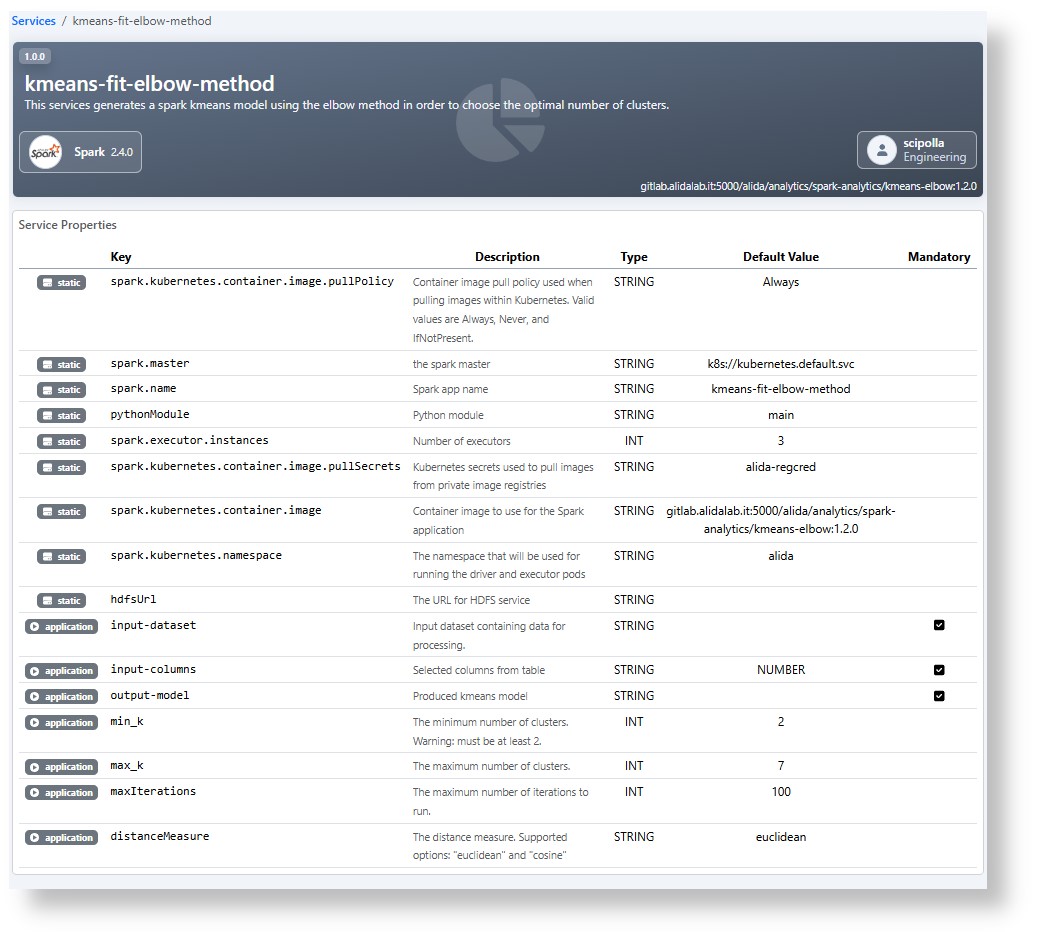 Services / kmeans-fit-elbow-method
1.0.0
kmeans-fit-elbow-method
This services generates a spark kmeans model using the elbow method in order to choose the optimal number of clusters.
Spark Spark 2.4.0
scipolla
Engineering
gitlab.alidalab.it:5000/alida/analytics/spark-analytics/kmeans-elbow:1.2.0
Service Properties
Key Description Type Default Value Mandatory
static spark.kubernetes.container.image.pullPolicy Container image pull policy used when STRING Always
pulling images within Kubernetes. Valid
values are Always, Never, and
IfNotPresent.
static spark.master the spark master STRING k8s://kubernetes.default.svc
static spark.name Spark app name STRING kmeans-fit-elbow-method
static pythonModule Python module STRING main
static spark.executor.instances Number of executors INT 3
static spark.kubernetes.container.image.pullSecrets Kubernetes secrets used to pull images STRING alida-regcred
from private image registries
static spark.kubernetes.container.image Container image to use for the Spark STRING gitlab.alidalab.it:5000/alida/analytics/spark-
application analytics/kmeans-elbow:1.2.0
static spark.kubernetes.namespace The namespace that will be used for STRING alida
running the driver and executor pods
static hdfsUrl The URL for HDFS service STRING
application input-dataset Input dataset containing data for STRING
processing.
application input-columns Selected columns from table STRING NUMBER
application output-model Produced kmeans model STRING
application min_k The minimum number of clusters. INT 2
Warning: must be at least 2.
application max_k The maximum number of clusters. INT 7
application maxIterations The maximum number of iterations to INT 100
run.
application distanceMeasure The distance measure. Supported STRING euclidean
options: "euclidean" and "cosine"